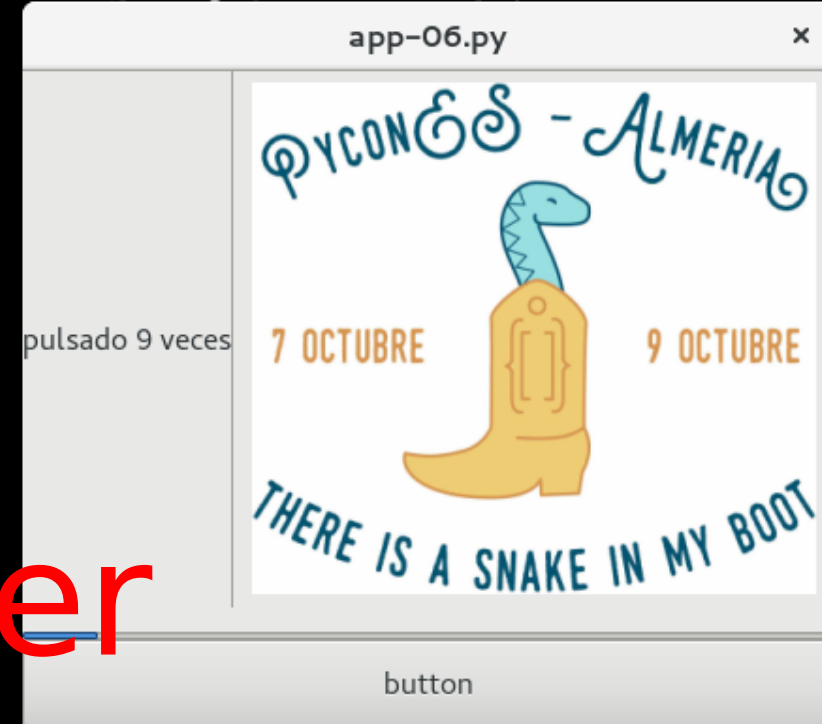 app-06.py ×
PYCONES - ALMERIA
pulsado 9 veces
7 OCTUBRE
9 OCTUBRE
{[]}
THERE IS A SNAKE IN MY BOOT
er
button